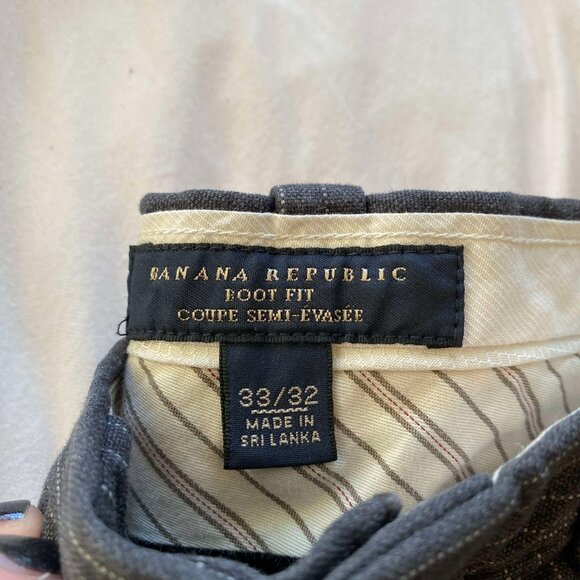 BANANA REPUBLIC
BOOT FIT
COUPE SEMI-ÉVASÉE
33/32
MADE IN
SRI LANKA